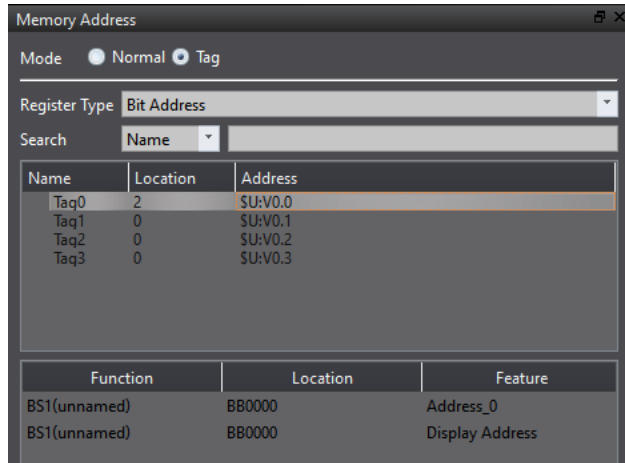 Memory Address
Mode Normal Tag
Register Type Bit Address
Search Name
Name Location Address
Tag0 2 $U:V0.0
Tag1 0 $U:V0.1
Tag2 0 $U:V0.2
Tag3 0 $U:V0.3
Function Location Feature
BS1(unnamed) BB0000 Address_0
BS1(unnamed) BB0000 Display Address